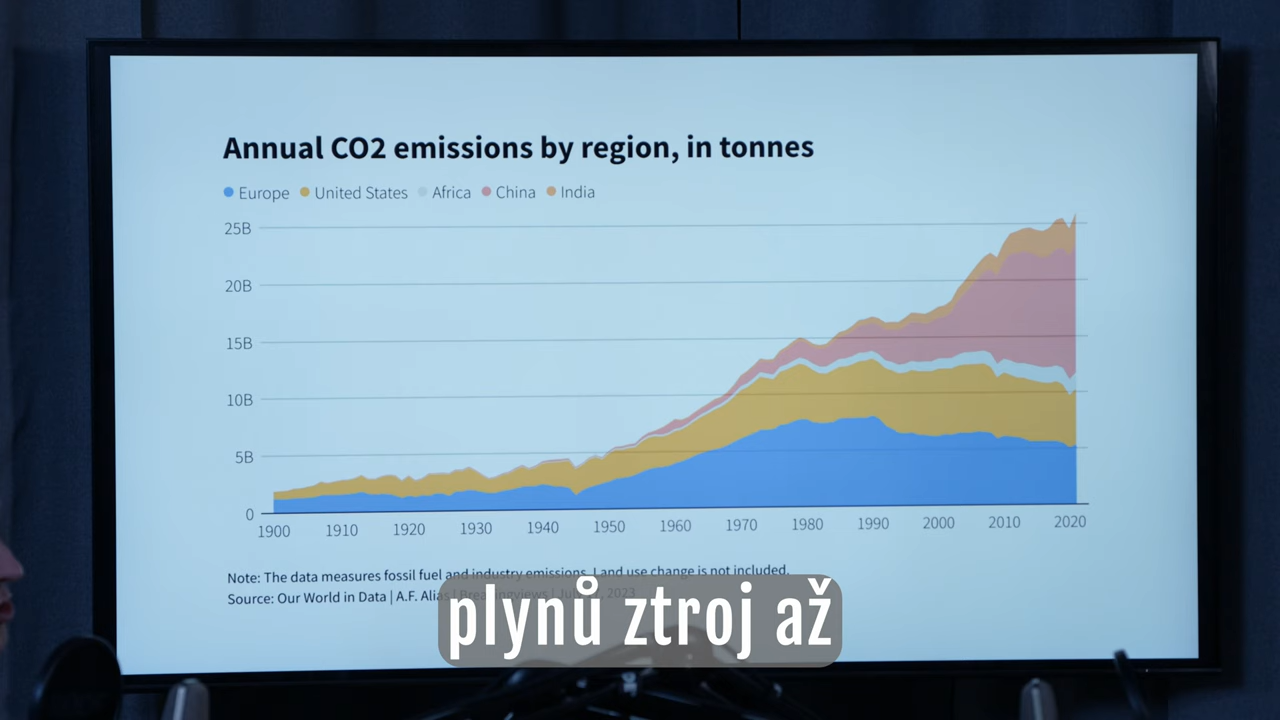 Annual CO2 emissions by region, in tonnes
Europe United States Africa China India
25B
20B
15B
10B
5B
0
1900 1910 1920 1930 1940 1950 1960 1970 1980 1990 2000 2010 2020
Note: The data measures fossil fuel and industry emissions. Land use change is not included.
Source: Our World in Data | A.F. Alias | Breakingviews | 2023
plynů ztroj až